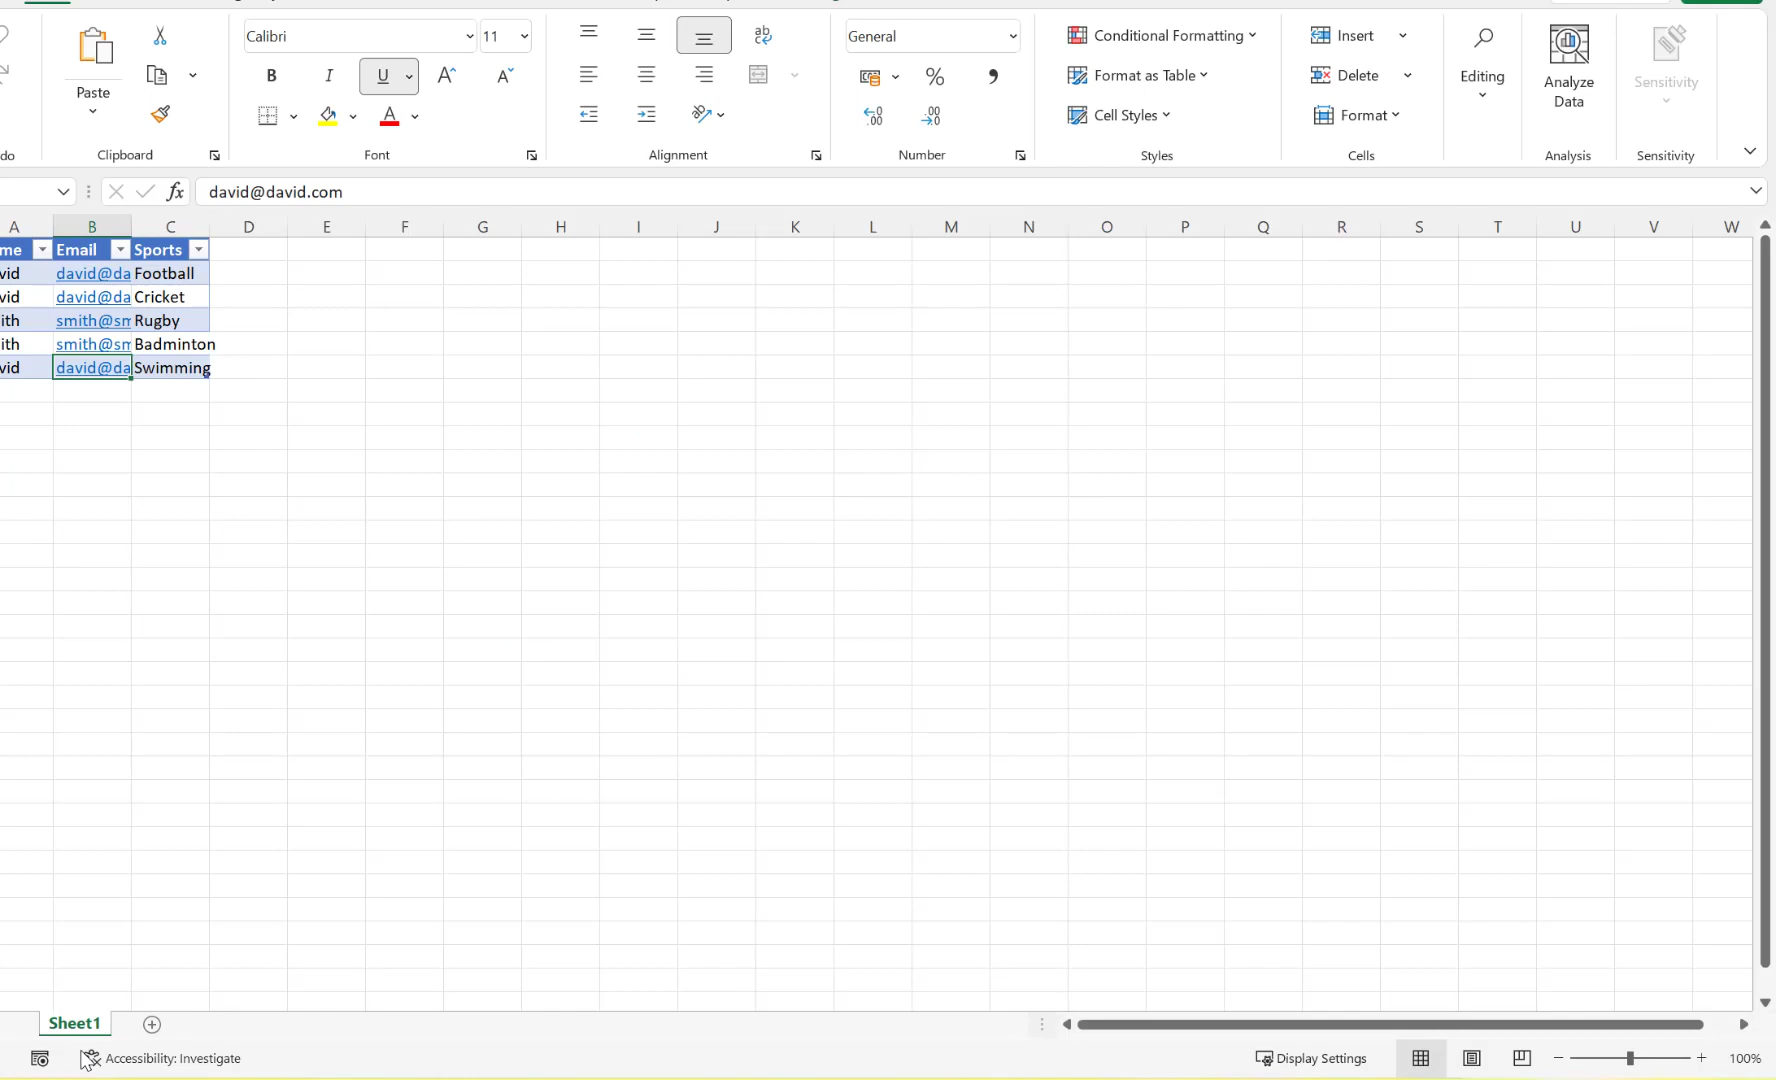 Calibri 11 General Conditional Formatting Insert
Paste B I U A A % Format as Table Delete Editing Analyze Data Sensitivity
A Cell Styles Format
do Clipboard Font Alignment Number Styles Cells Analysis Sensitivity
fx david@david.com
A B C D E F G H I J K L M N O P Q R S T U V W
me Email Sports
vid david@da Football
vid david@da Cricket
ith smith@sm Rugby
ith smith@sm Badminton
vid david@da Swimming
Sheet1
Accessibility: Investigate Display Settings 100%